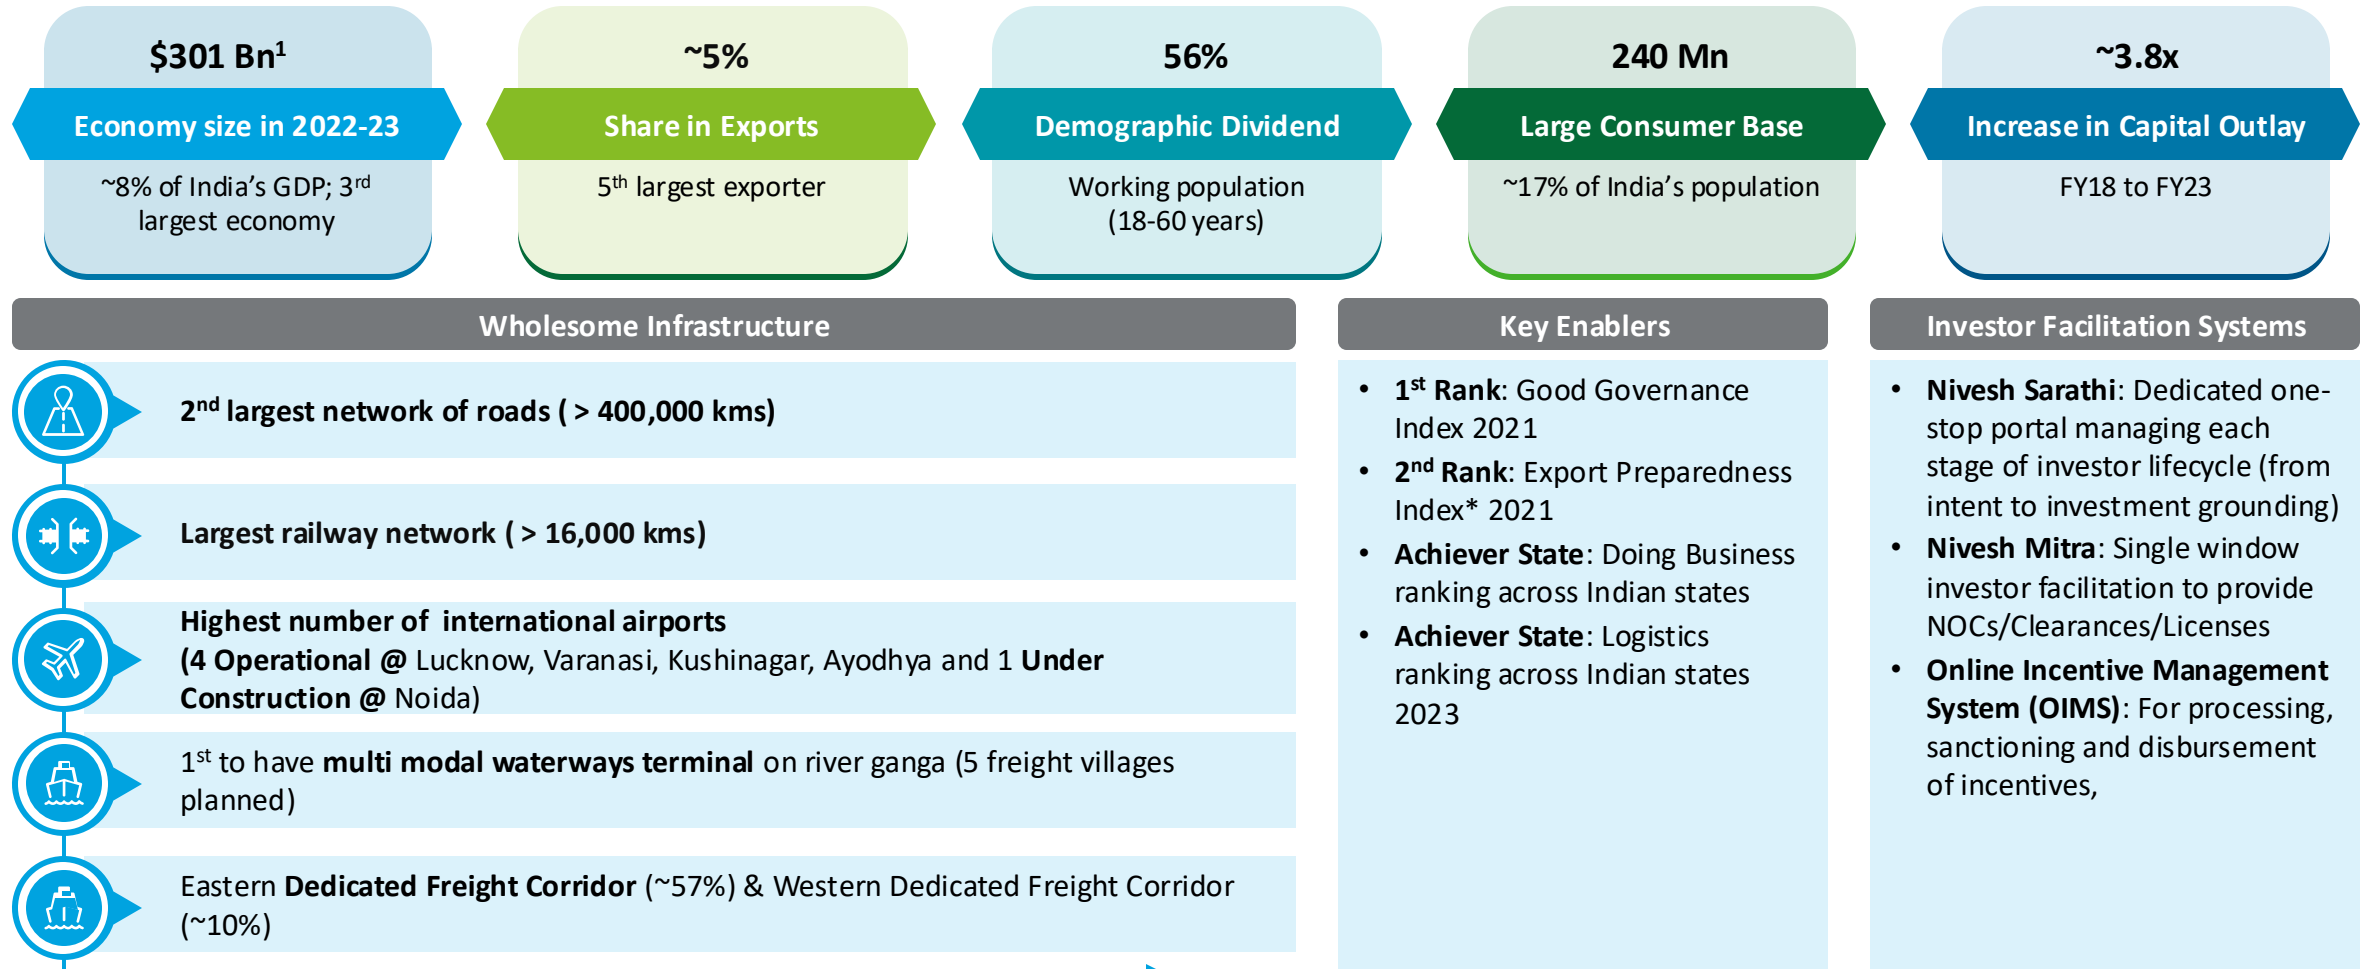 $301 Bn¹
Economy size in 2022-23
~8% of India’s GDP; 3rd
largest economy
~5%
Share in Exports
5th largest exporter
56%
Demographic Dividend
Working population
(18-60 years)
240 Mn
Large Consumer Base
~17% of India’s population
~3.8x
Increase in Capital Outlay
FY18 to FY23
Wholesome Infrastructure
2nd largest network of roads ( > 400,000 kms)
Largest railway network ( > 16,000 kms)
Highest number of  international airports
(4 Operational @ Lucknow, Varanasi, Kushinagar, Ayodhya and 1 Under
Construction @ Noida)
1st to have multi modal waterways terminal on river ganga (5 freight villages
planned)
Eastern Dedicated Freight Corridor (~57%) & Western Dedicated Freight Corridor
(~10%)
Key Enablers
• 1st Rank: Good Governance
Index 2021
• 2nd Rank: Export Preparedness
Index* 2021
• Achiever State: Doing Business
ranking across Indian states
• Achiever State: Logistics
ranking across Indian states
2023
Investor Facilitation Systems
• Nivesh Sarathi: Dedicated one-
stop portal managing each
stage of investor lifecycle (from
intent to investment grounding)
• Nivesh Mitra: Single window
investor facilitation to provide
NOCs/Clearances/Licenses
• Online Incentive Management
System (OIMS): For processing,
sanctioning and disbursement
of incentives,